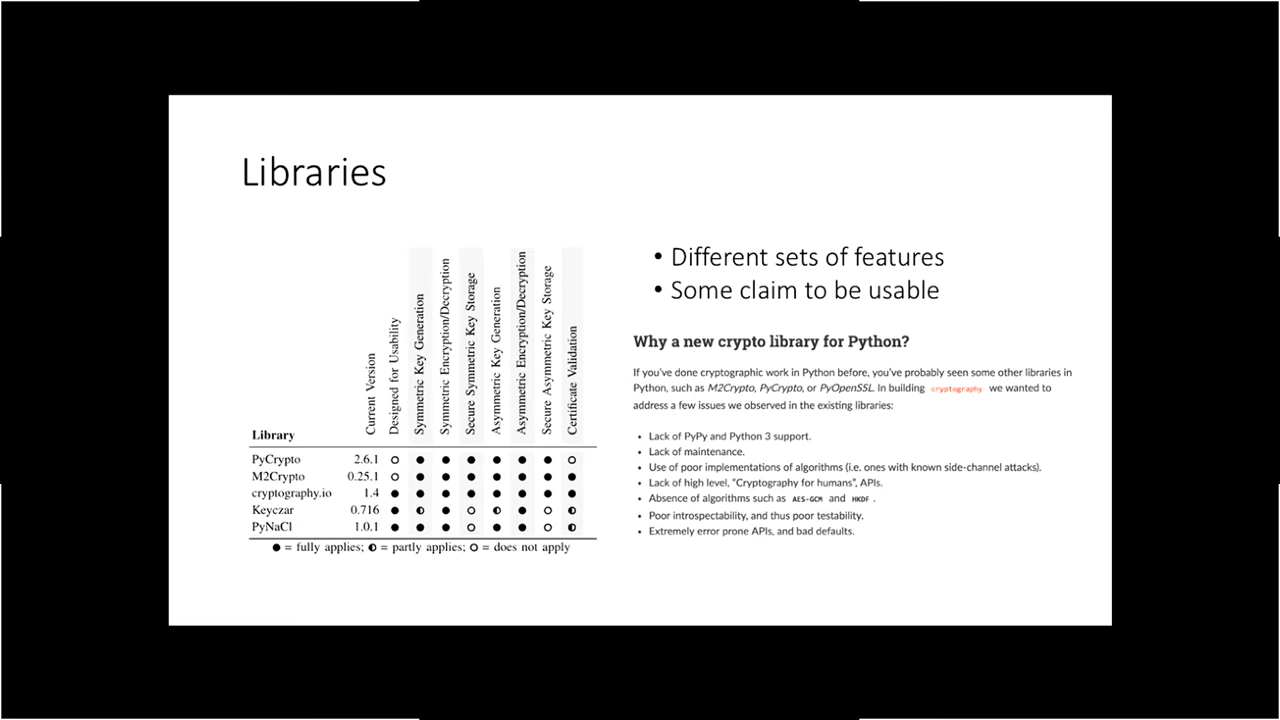 Libraries
Current Version
Designed for Usability
Symmetric Key Generation
Symmetric Encryption/Decryption
Secure Symmetric Key Storage
Asymmetric Key Generation
Asymmetric Encryption/Decryption
Secure Asymmetric Key Storage
Certificate Validation
Library
PyCrypto 2.6.1 ○ ● ● ● ● ● ● ○
M2Crypto 0.25.1 ○ ● ● ● ● ● ● ●
cryptography.io 1.4 ● ● ● ● ● ● ● ●
Keyczar 0.716 ● ◐ ● ○ ◐ ● ○ ◐
PyNaCl 1.0.1 ● ● ● ○ ● ● ○ ◐
● = fully applies; ◐ = partly applies; ○ = does not apply
• Different sets of features
• Some claim to be usable
Why a new crypto library for Python?
If you've done cryptographic work in Python before, you've probably seen some other libraries in
Python, such as M2Crypto, PyCrypto, or PyOpenSSL. In building cryptography we wanted to
address a few issues we observed in the existing libraries:
• Lack of PyPy and Python 3 support.
• Lack of maintenance.
• Use of poor implementations of algorithms (i.e. ones with known side-channel attacks).
• Lack of high level, "Cryptography for humans", APIs.
• Absence of algorithms such as AES-GCM and HKDF .
• Poor introspectability, and thus poor testability.
• Extremely error prone APIs, and bad defaults.